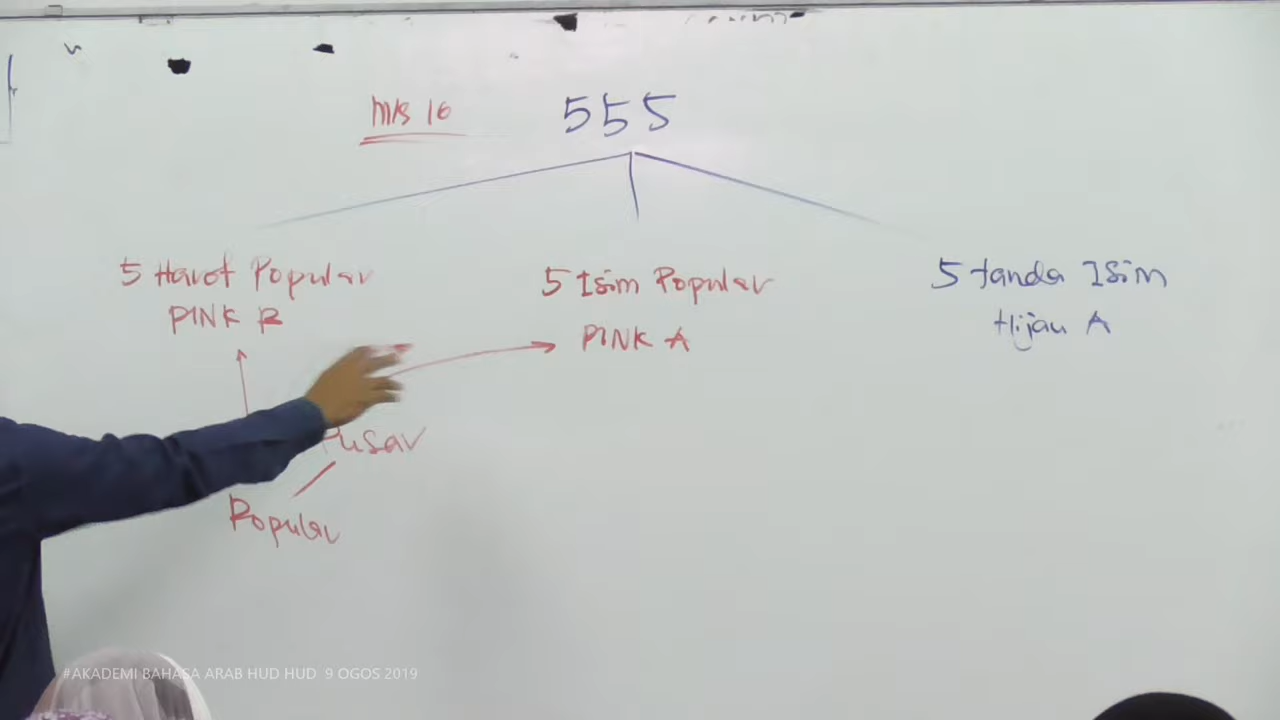 m/s 16
555
5 Harof Popular
PINK R
5 Isim Popular
PINK A
5 tanda Isim
Hijau A
Pusar
Popular
#AKADEMI BAHASA ARAB HUD HUD 9 OGOS 2019